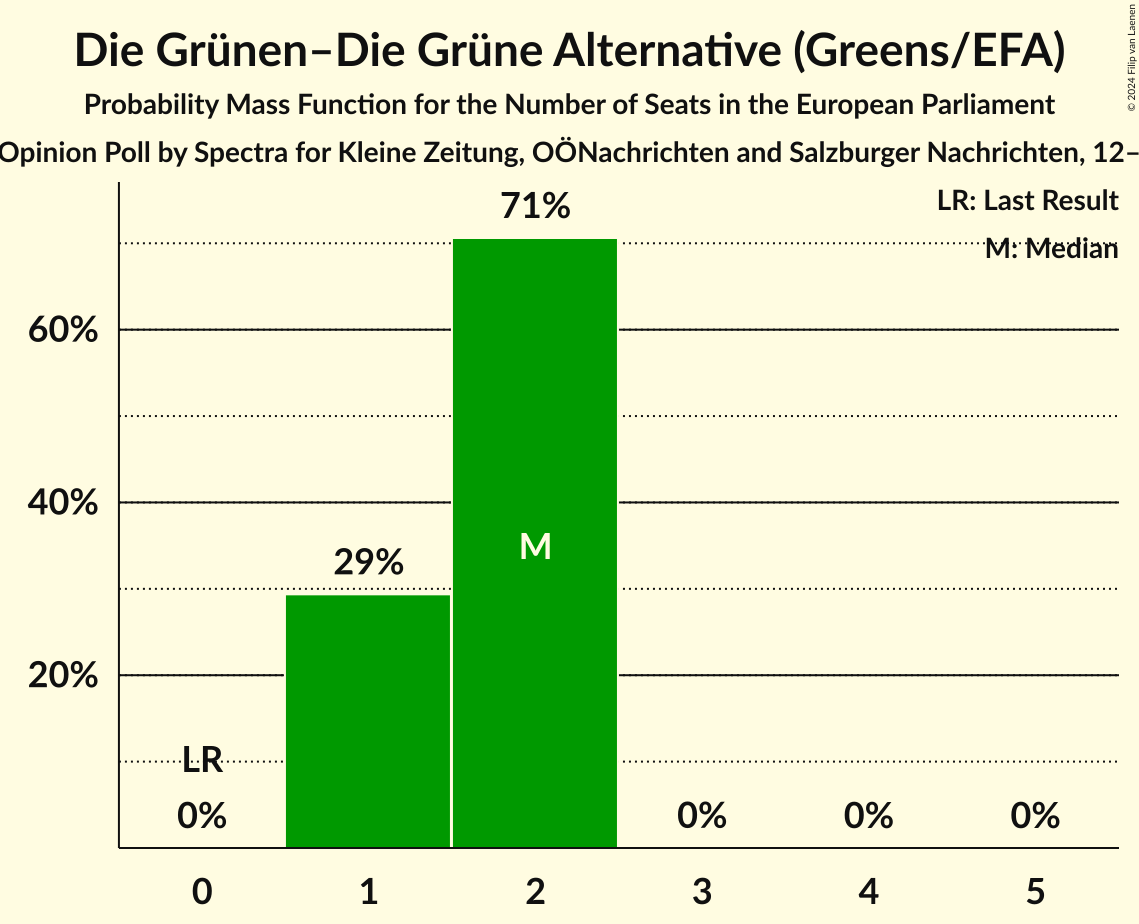 Die Grünen–Die Grüne Alternative (Greens/EFA)
Probability Mass Function for the Number of Seats in the European Parliament
Opinion Poll by Spectra for Kleine Zeitung, OÖNachrichten and Salzburger Nachrichten, 12–
© 2024 Filip van Laenen
LR: Last Result
M: Median
71%
60%
40%
M
29%
20%
LR
0%
0%
0%
0%
0
1
2
3
4
5